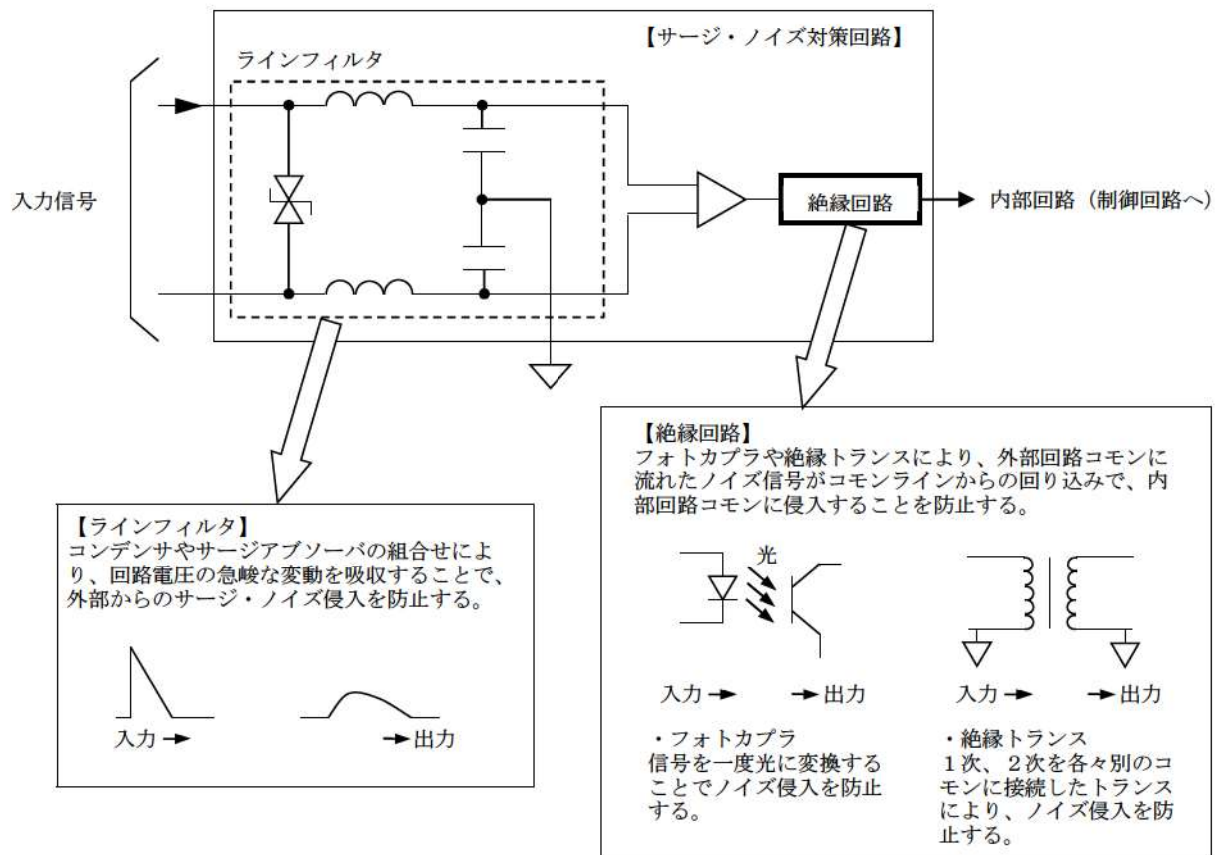 【サージ・ノイズ対策回路】
ラインフィルタ
入力信号
絶縁回路
内部回路（制御回路へ）
【ラインフィルタ】
コンデンサやサージアブソーバの組合せによ
り、回路電圧の急峻な変動を吸収することで、
外部からのサージ・ノイズ侵入を防止する。
入力
出力
【絶縁回路】
フォトカプラや絶縁トランスにより、外部回路コモンに
流れたノイズ信号がコモンラインからの回り込みで、内
部回路コモンに侵入することを防止する。
光
入力
出力
入力
出力
・フォトカプラ
信号を一度光に変換する
ことでノイズ侵入を防止
する。
・絶縁トランス
１次、２次を各々別のコ
モンに接続したトランス
により、ノイズ侵入を防
止する。